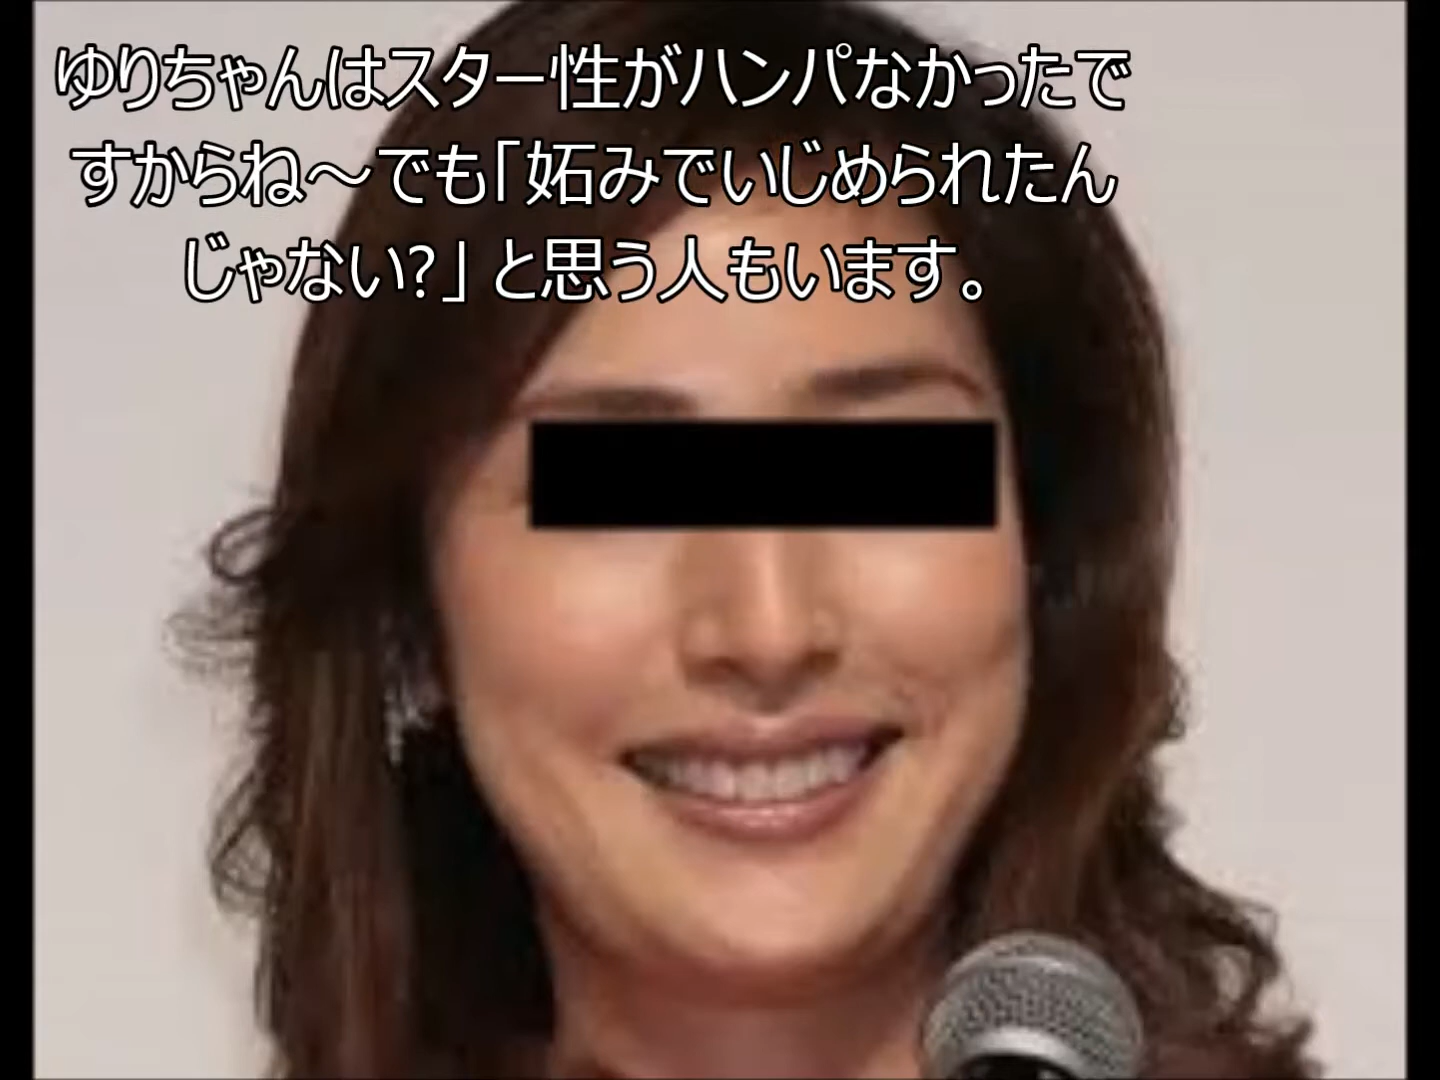 ゆりちゃんはスター性がハンパなかったで
すからね～でも「妬みでいじめられたん
じゃない?」と思う人もいます。